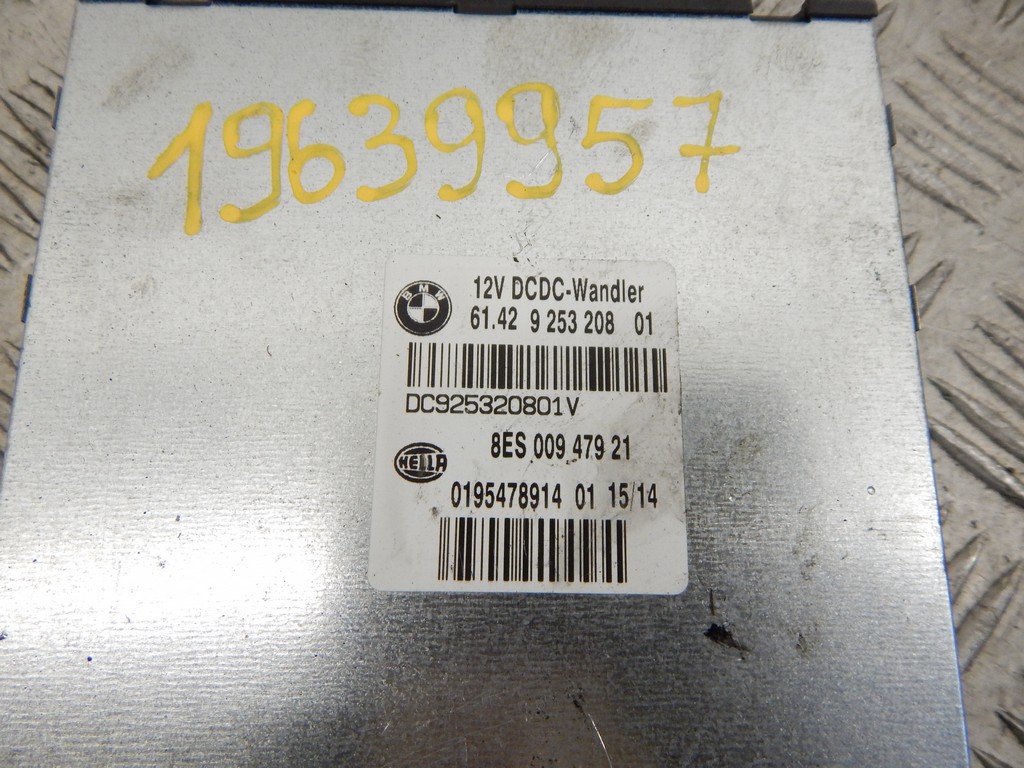 19639957
BMW
12V DCDC-Wandler
61.42 9 253 208 01
DC925320801V
8ES 009 479 21
HELLA
0195478914 01 15/14